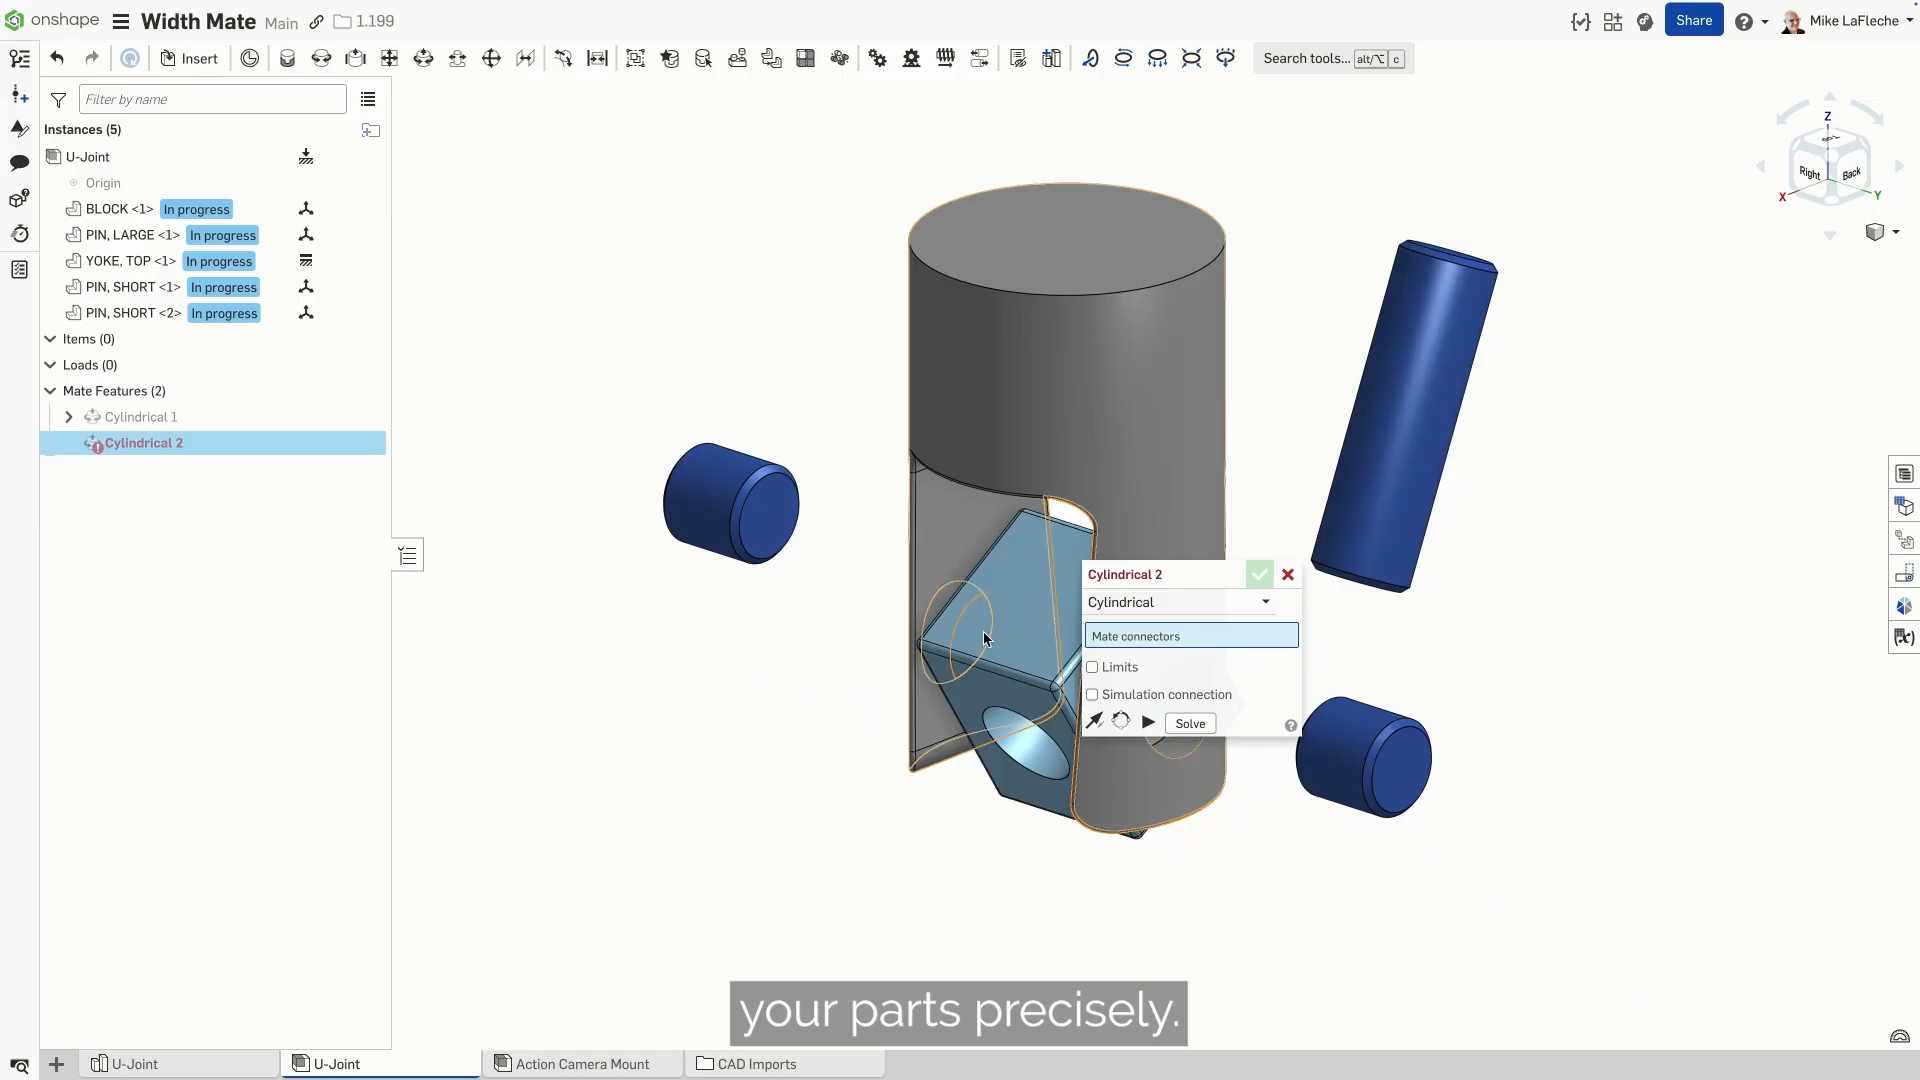 onshape Width Mate Main 1.199 Share Mike LaFleche
Insert Search tools... alt/⌥ c
Filter by name
Instances (5)
U-Joint
Origin
BLOCK <1> In progress
PIN, LARGE <1> In progress
YOKE, TOP <1> In progress
PIN, SHORT <1> In progress
PIN, SHORT <2> In progress
Items (0)
Loads (0)
Mate Features (2)
Cylindrical 1
Cylindrical 2
Z
Right Back
X Y
Cylindrical 2
Cylindrical
Mate connectors
Limits
Simulation connection
Solve
your parts precisely.
U-Joint U-Joint Action Camera Mount CAD Imports